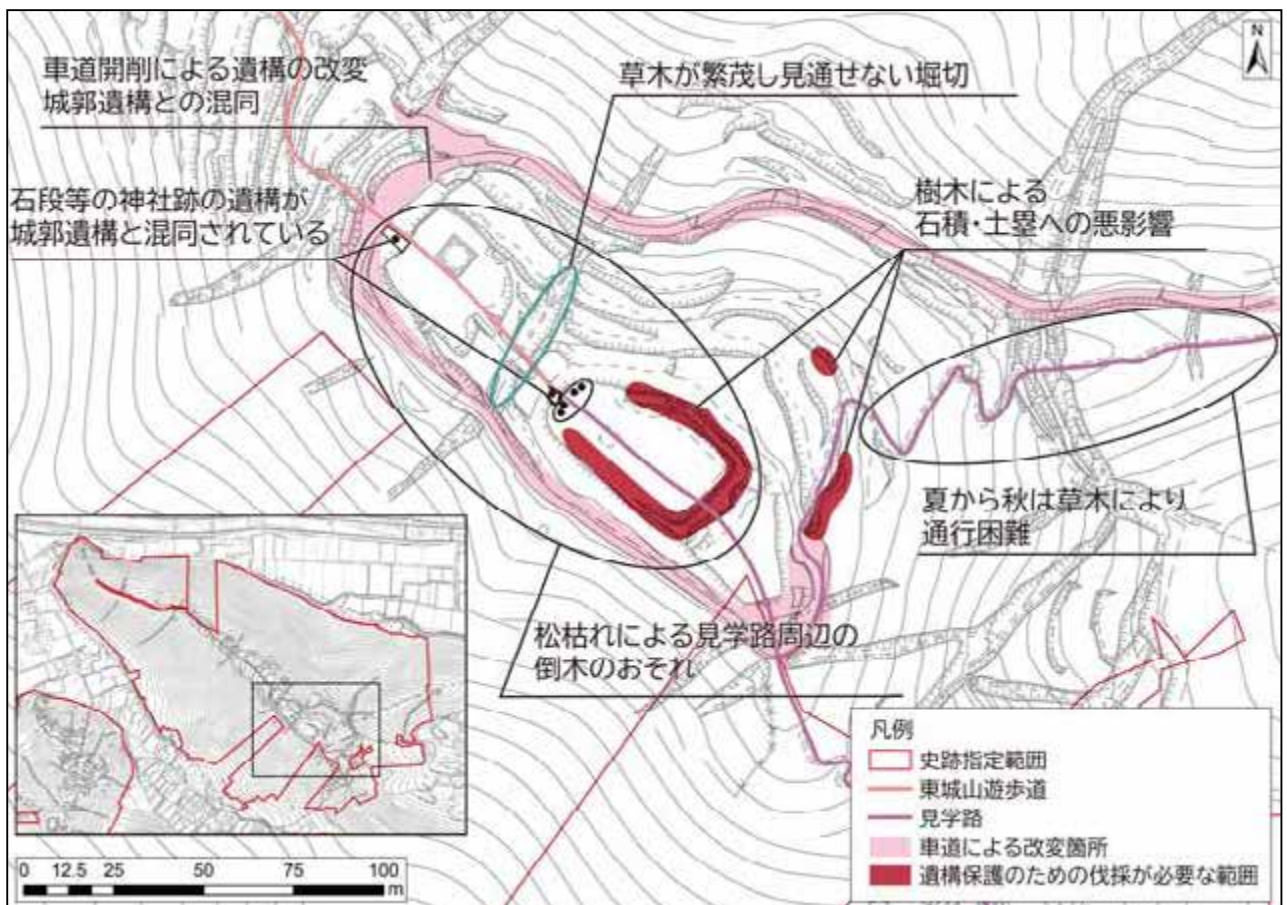 車道開削による遺構の改変
城郭遺構との混同
草木が繁茂し見通せない堀切
N
石段等の神社跡の遺構が
城郭遺構と混同されている
樹木による
石積・土塁への悪影響
夏から秋は草木により
通行困難
松枯れによる見学路周辺の
倒木のおそれ
凡例
史跡指定範囲
東城山遊歩道
見学路
車道による改変箇所
遺構保護のための伐採が必要な範囲
0 12.5 25 50 75 100
m